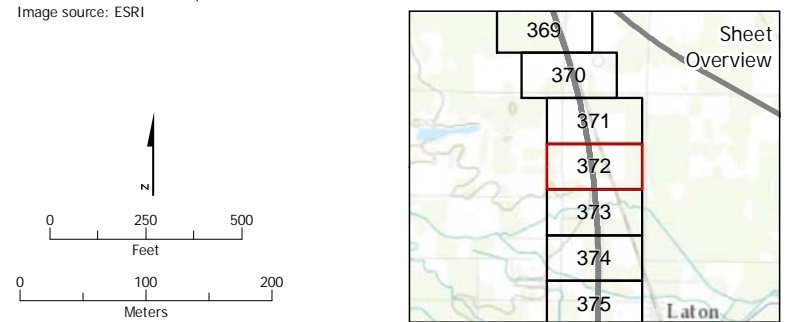 Image source: ESRI
N
0 250 500
Feet
0 100 200
Meters
Sheet
Overview
369
370
371
372
373
374
375
Laton